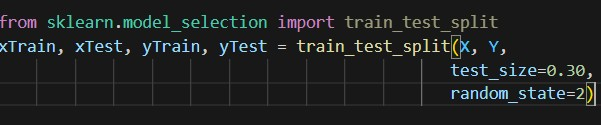 from sklearn.model_selection import train_test_split
xTrain, xTest, yTrain, yTest = train_test_split(X, Y,
test_size=0.30,
random_state=2)